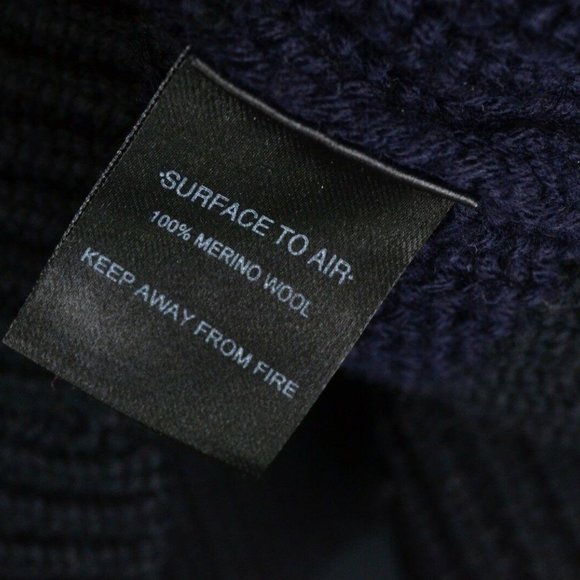 ·SURFACE TO AIR·
100% MERINO WOOL
KEEP AWAY FROM FIRE